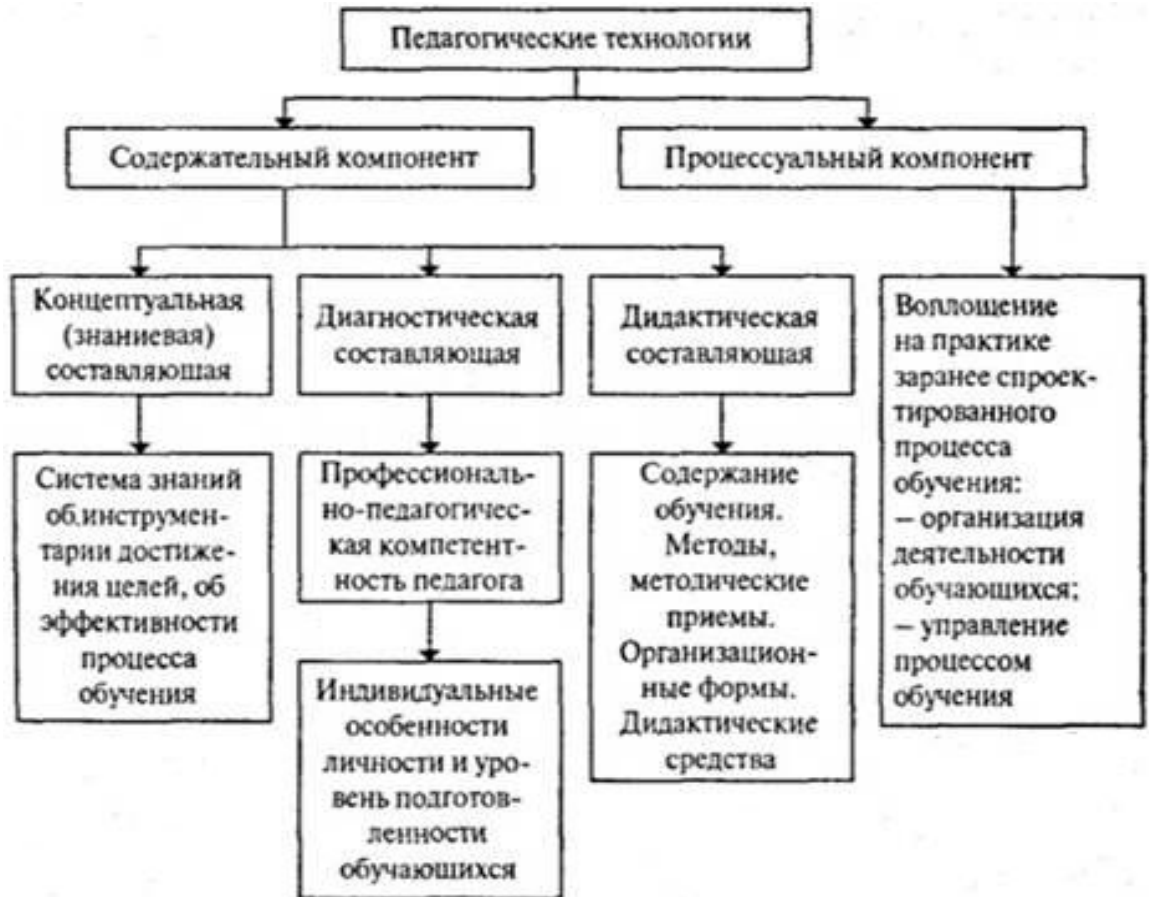 Педагогические технологии
Содержательный компонент
Процессуальный компонент
Концептуальная
(знаниевая)
составляющая
Диагностическая
составляющая
Дидактическая
составляющая
Воплощение
на практике
заранее спроек-
тированного
процесса
обучения:
– организация
деятельности
обучающихся;
– управление
процессом
обучения
Система знаний
об инструмен-
тарии достиже-
ния целей, об
эффективности
процесса
обучения
Профессиональ-
но-педагогичес-
кая компетент-
ность педагога
Содержание
обучения.
Методы,
методические
приемы.
Организацион-
ные формы.
Дидактические
средства
Индивидуальные
особенности
личности и уро-
вень подготов-
ленности
обучающихся